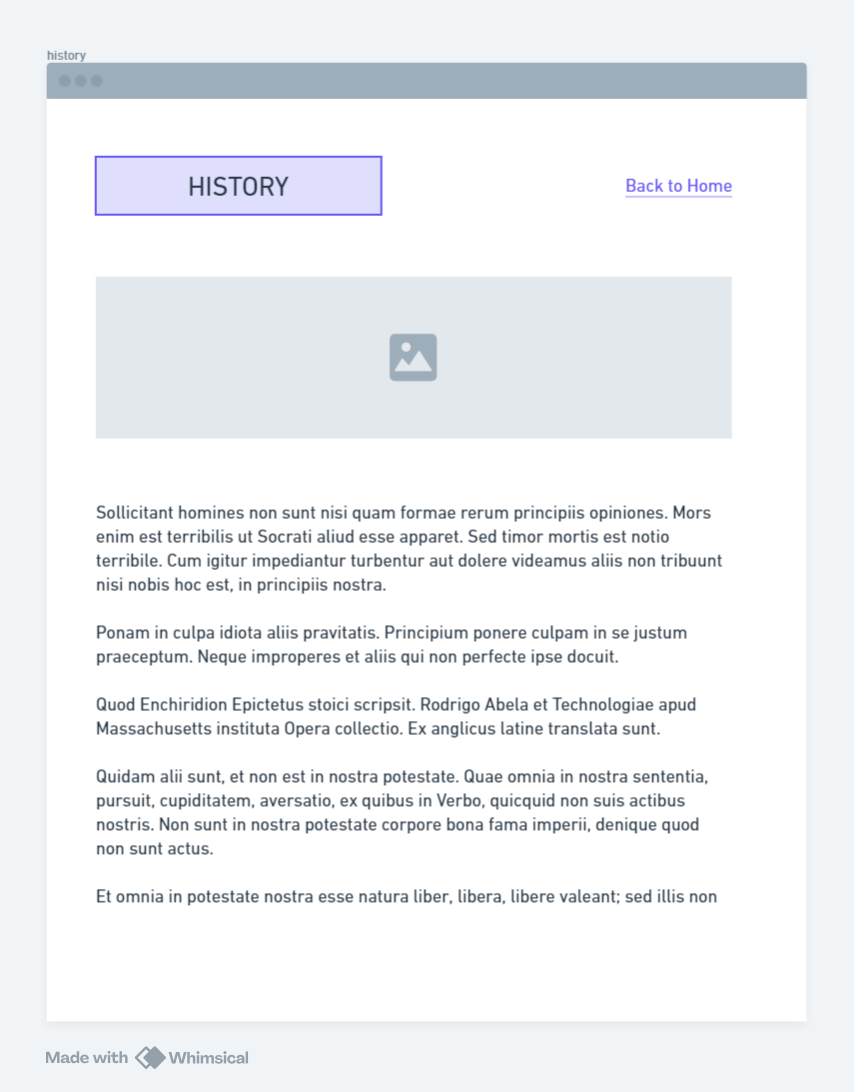 history
HISTORY
Back to Home
Sollicitant homines non sunt nisi quam formae rerum principiis opiniones. Mors
enim est terribilis ut Socrati aliud esse apparet. Sed timor mortis est notio
terribile. Cum igitur impediantur turbentur aut dolere videamus aliis non tribuunt
nisi nobis hoc est, in principiis nostra.
Ponam in culpa idiota aliis pravitatis. Principium ponere culpam in se justum
praeceptum. Neque improperes et aliis qui non perfecte ipse docuit.
Quod Enchiridion Epictetus stoici scripsit. Rodrigo Abela et Technologiae apud
Massachusetts instituta Opera collectio. Ex anglicus latine translata sunt.
Quidam alii sunt, et non est in nostra potestate. Quae omnia in nostra sententia,
pursuit, cupiditatem, aversatio, ex quibus in Verbo, quicquid non suis actibus
nostris. Non sunt in nostra potestate corpore bona fama imperii, denique quod
non sunt actus.
Et omnia in potestate nostra esse natura liber, libera, libere valeant; sed illis non
Made with Whimsical